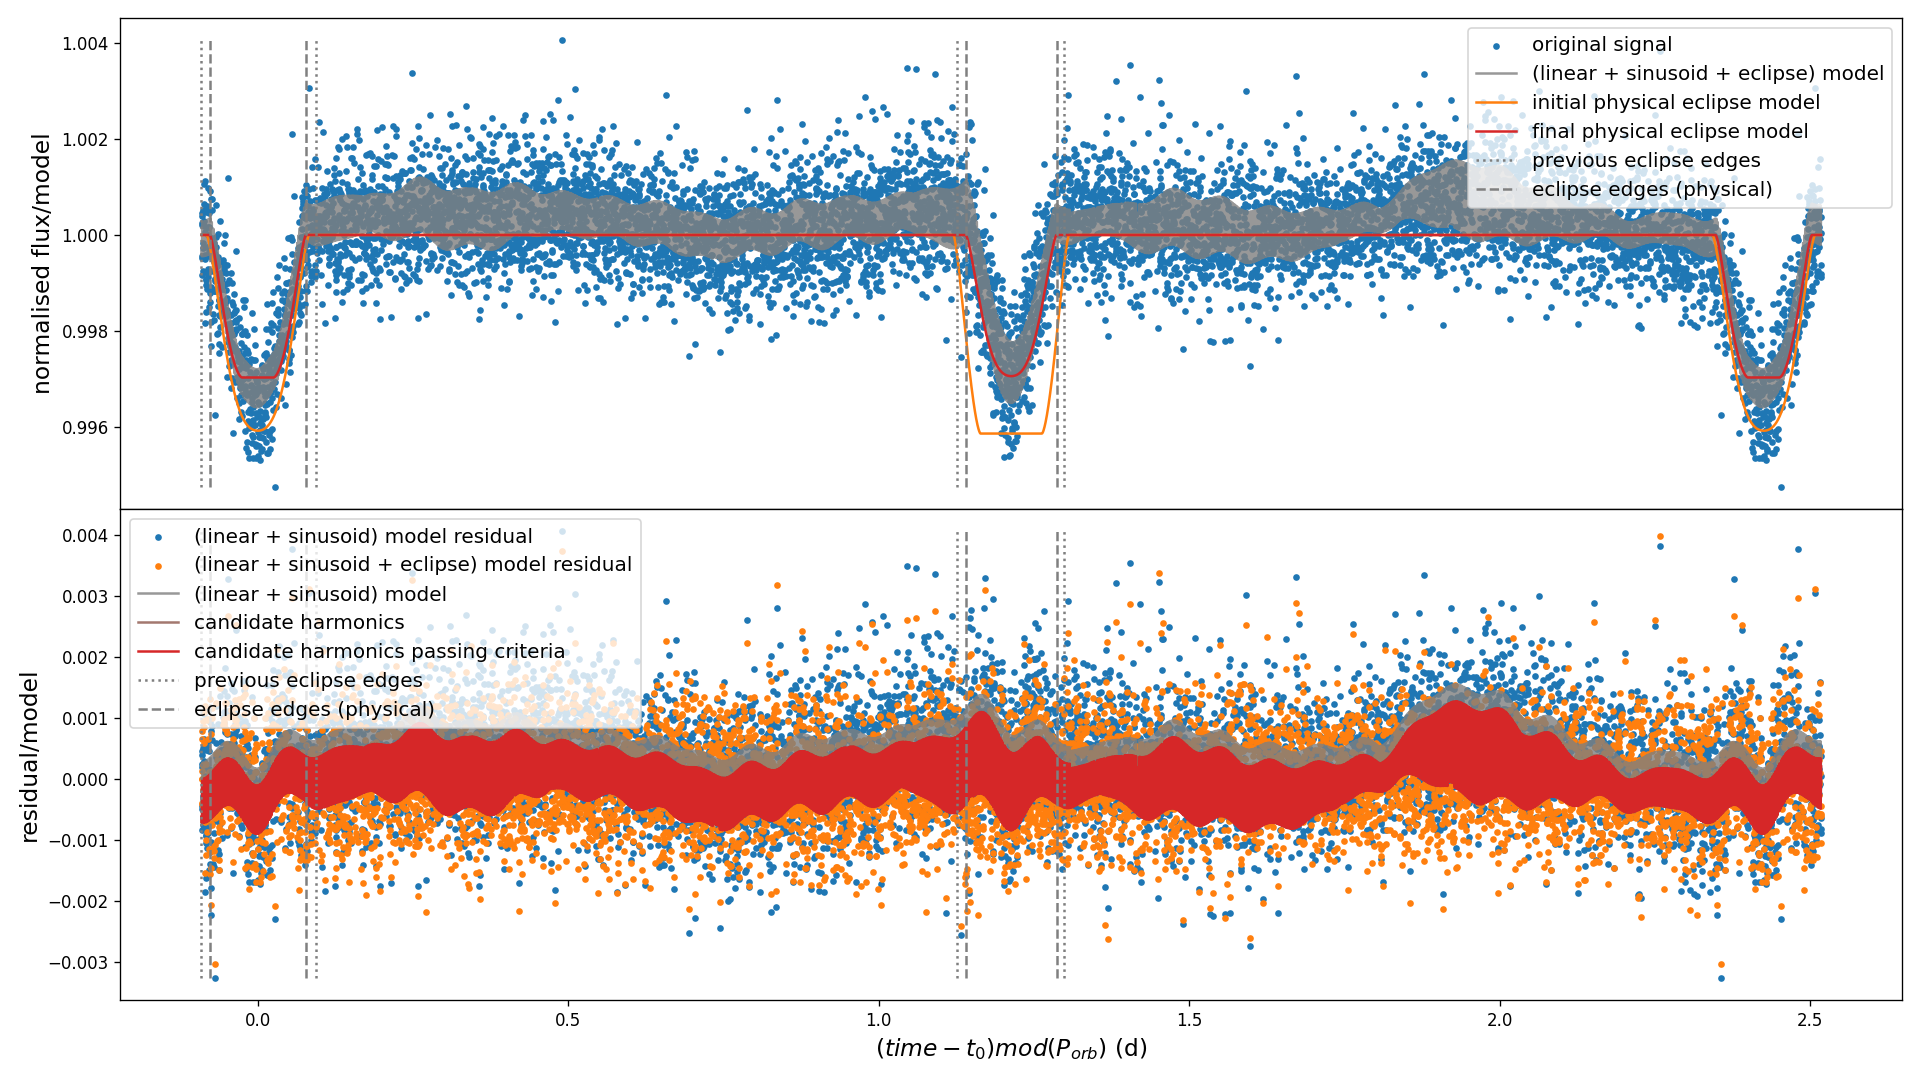 normalised flux/model
1.004
1.002
1.000
0.998
0.996
original signal
(linear + sinusoid + eclipse) model
initial physical eclipse model
final physical eclipse model
previous eclipse edges
eclipse edges (physical)
residual/model
0.004
0.003
0.002
0.001
0.000
−0.001
−0.002
−0.003
(linear + sinusoid) model residual
(linear + sinusoid + eclipse) model residual
(linear + sinusoid) model
candidate harmonics
candidate harmonics passing criteria
previous eclipse edges
eclipse edges (physical)
0.0 0.5 1.0 1.5 2.0 2.5
(time − t₀)mod(Pₒᵣb) (d)